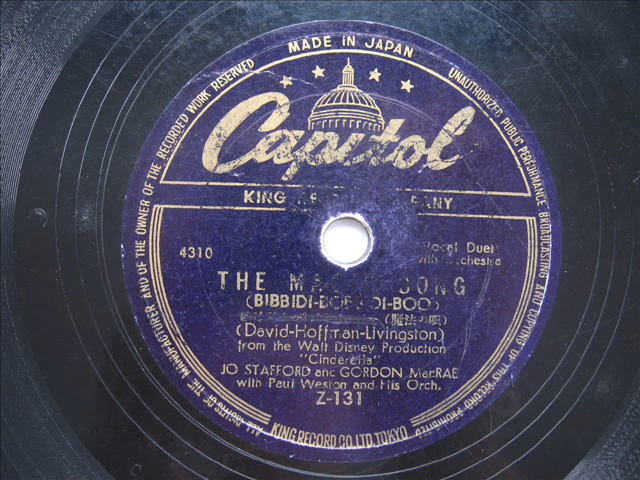 MADE IN JAPAN
ALL RIGHTS OF THE MANUFACTURER AND OF THE OWNER OF THE RECORDED WORK RESERVED
UNAUTHORIZED PUBLIC PERFORMANCE BROADCASTING AND COPYING OF THIS RECORD PROHIBITED
Capitol
KING
4310
Vocal Duet
with Orchestra
THE SONG
(BIBBIDI-BOBBIDI-BOO)
(魔法の唄)
(David-Hoffman-Livingston)
from the Walt Disney Production
"Cinderella"
JO STAFFORD and GORDON MacRAE
with Paul Weston and His Orch.
Z-131
KING RECORD CO. LTD. TOKYO